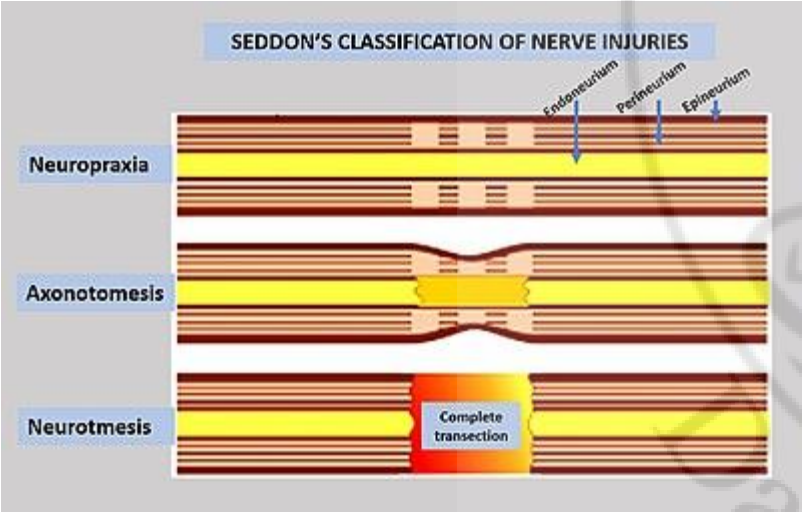 SEDDON'S CLASSIFICATION OF NERVE INJURIES
Endoneurium
Perineurium
Epineurium
Neuropraxia
Axonotomesis
Neurotmesis
Complete
transection